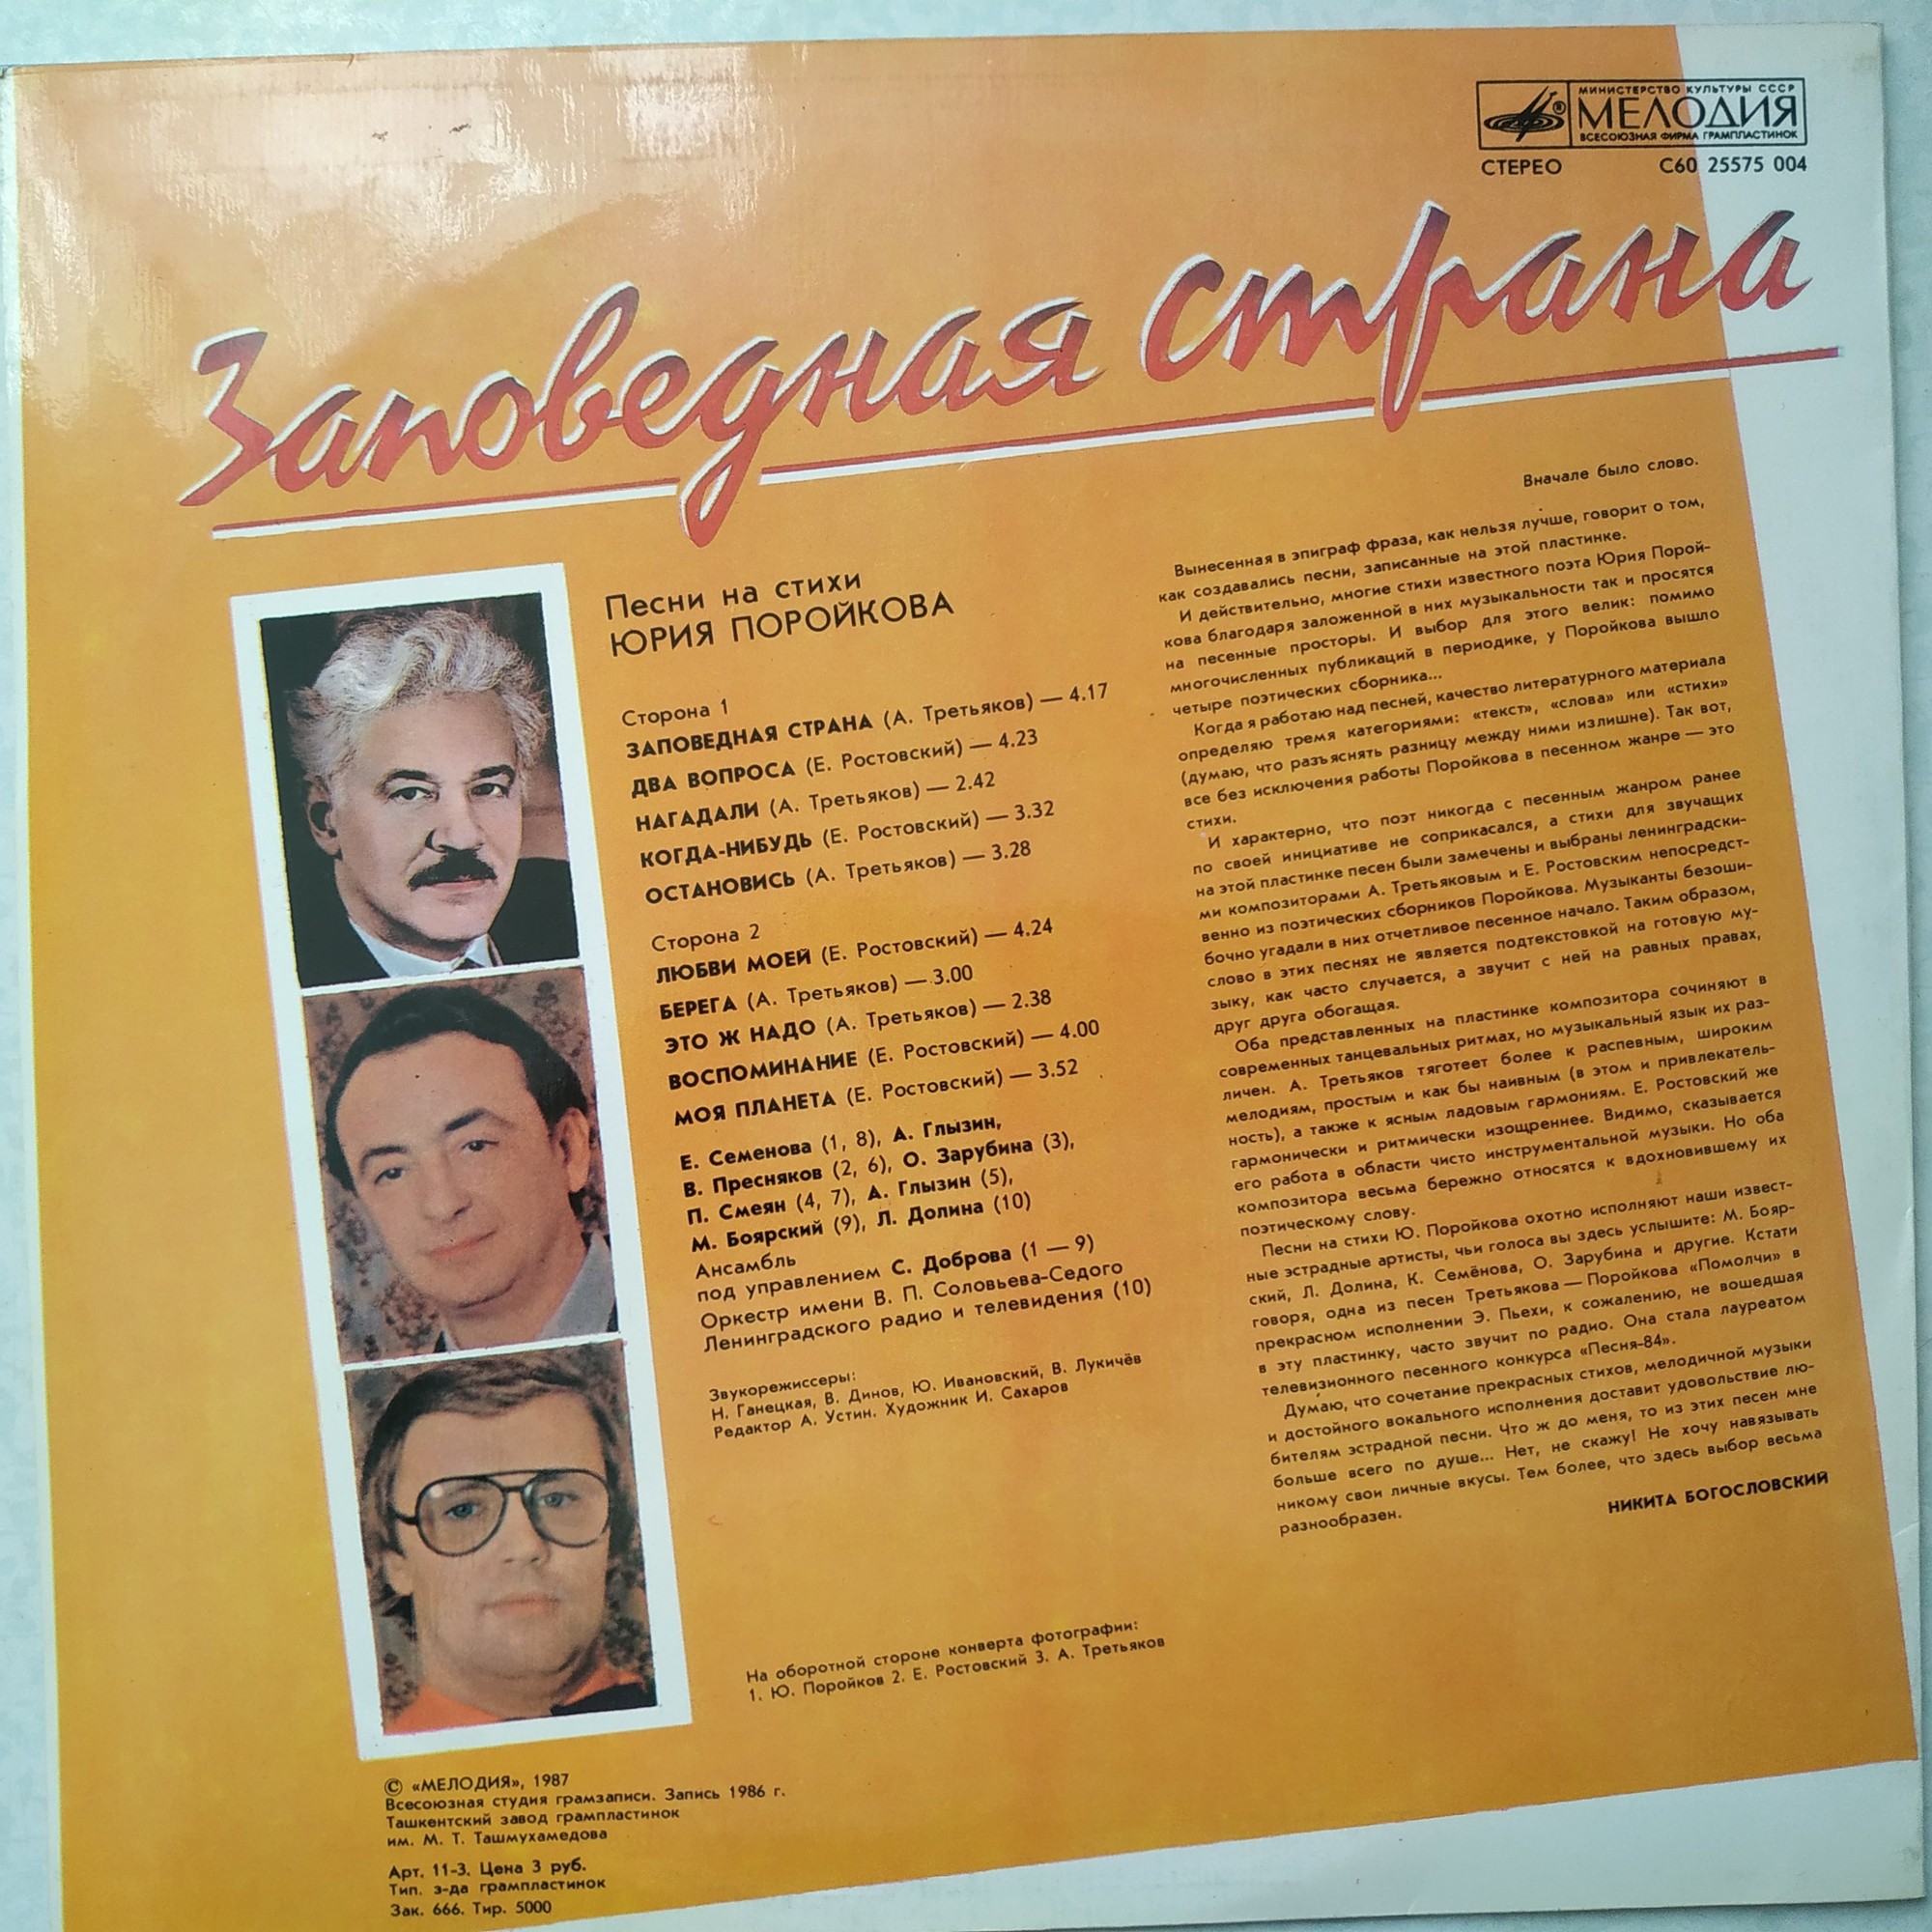 МИНИСТЕРСТВО КУЛЬТУРЫ СССР
МЕЛОДИЯ
ВСЕСОЮЗНАЯ ФИРМА ГРАМПЛАСТИНОК
СТЕРЕО С60 25575 004
Заповедная страна
Песни на стихи
ЮРИЯ ПОРОЙКОВА
Сторона 1
ЗАПОВЕДНАЯ СТРАНА (А. Третьяков) — 4.17
ДВА ВОПРОСА (Е. Ростовский) — 4.23
НАГАДАЛИ (А. Третьяков) — 2.42
КОГДА-НИБУДЬ (Е. Ростовский) — 3.32
ОСТАНОВИСЬ (А. Третьяков) — 3.28
Сторона 2
ЛЮБВИ МОЕЙ (Е. Ростовский) — 4.24
БЕРЕГА (А. Третьяков) — 3.00
ЭТО Ж НАДО (А. Третьяков) — 2.38
ВОСПОМИНАНИЕ (Е. Ростовский) — 4.00
МОЯ ПЛАНЕТА (Е. Ростовский) — 3.52
Е. Семенова (1, 8), А. Глызин,
В. Пресняков (2, 6), О. Зарубина (3),
П. Смеян (4, 7), А. Глызин (5),
М. Боярский (9), Л. Долина (10)
Ансамбль
под управлением С. Доброва (1 — 9)
Оркестр имени В. П. Соловьева-Седого
Ленинградского радио и телевидения (10)
Звукорежиссеры:
Н. Ганецкая, В. Динов, Ю. Ивановский, В. Лукичёв
Редактор А. Устин. Художник И. Сахаров
На оборотной стороне конверта фотографии:
1. Ю. Поройков 2. Е. Ростовский 3. А. Третьяков
Вначале было слово.
Вынесенная в эпиграф фраза, как нельзя лучше, говорит о том,
как создавались песни, записанные на этой пластинке.
И действительно, многие стихи известного поэта Юрия Порой-
кова благодаря заложенной в них музыкальности так и просятся
на песенные просторы. И выбор для этого велик: помимо
многочисленных публикаций в периодике, у Поройкова вышло
четыре поэтических сборника...
Когда я работаю над песней, качество литературного материала
определяю тремя категориями: «текст», «слова» или «стихи»
(думаю, что разъяснять разницу между ними излишне). Так вот,
все без исключения работы Поройкова в песенном жанре — это
стихи.
И характерно, что поэт никогда с песенным жанром ранее
по своей инициативе не соприкасался, а стихи для звучащих
на этой пластинке песен были замечены и выбраны ленинградски-
ми композиторами А. Третьяковым и Е. Ростовским непосредст-
венно из поэтических сборников Поройкова. Музыканты безоши-
бочно угадали в них отчетливое песенное начало. Таким образом,
слово в этих песнях не является подтекстовкой на готовую му-
зыку, как часто случается, а звучит с ней на равных правах,
друг друга обогащая.
Оба представленных на пластинке композитора сочиняют в
современных танцевальных ритмах, но музыкальный язык их раз-
личен. А. Третьяков тяготеет более к распевным, широким
мелодиям, простым и как бы наивным (в этом и привлекатель-
ность), а также к ясным ладовым гармониям. Е. Ростовский же
гармонически и ритмически изощреннее. Видимо, сказывается
его работа в области чисто инструментальной музыки. Но оба
композитора весьма бережно относятся к вдохновившему их
поэтическому слову.
Песни на стихи Ю. Поройкова охотно исполняют наши извест-
ные эстрадные артисты, чьи голоса вы здесь услышите: М. Бояр-
ский, Л. Долина, К. Семёнова, О. Зарубина и другие. Кстати
говоря, одна из песен Третьякова — Поройкова «Помолчи» в
прекрасном исполнении Э. Пьехи, к сожалению, не вошедшая
в эту пластинку, часто звучит по радио. Она стала лауреатом
телевизионного песенного конкурса «Песня-84».
Думаю, что сочетание прекрасных стихов, мелодичной музыки
и достойного вокального исполнения доставит удовольствие лю-
бителям эстрадной песни. Что ж до меня, то из этих песен мне
больше всего по душе... Нет, не скажу! Не хочу навязывать
никому свои личные вкусы. Тем более, что здесь выбор весьма
разнообразен.
НИКИТА БОГОСЛОВСКИЙ
© «МЕЛОДИЯ», 1987
Всесоюзная студия грамзаписи. Запись 1986 г.
Ташкентский завод грампластинок
им. М. Т. Ташмухамедова
Арт. 11-3. Цена 3 руб.
Тип. з-да грампластинок
Зак. 666. Тир. 5000